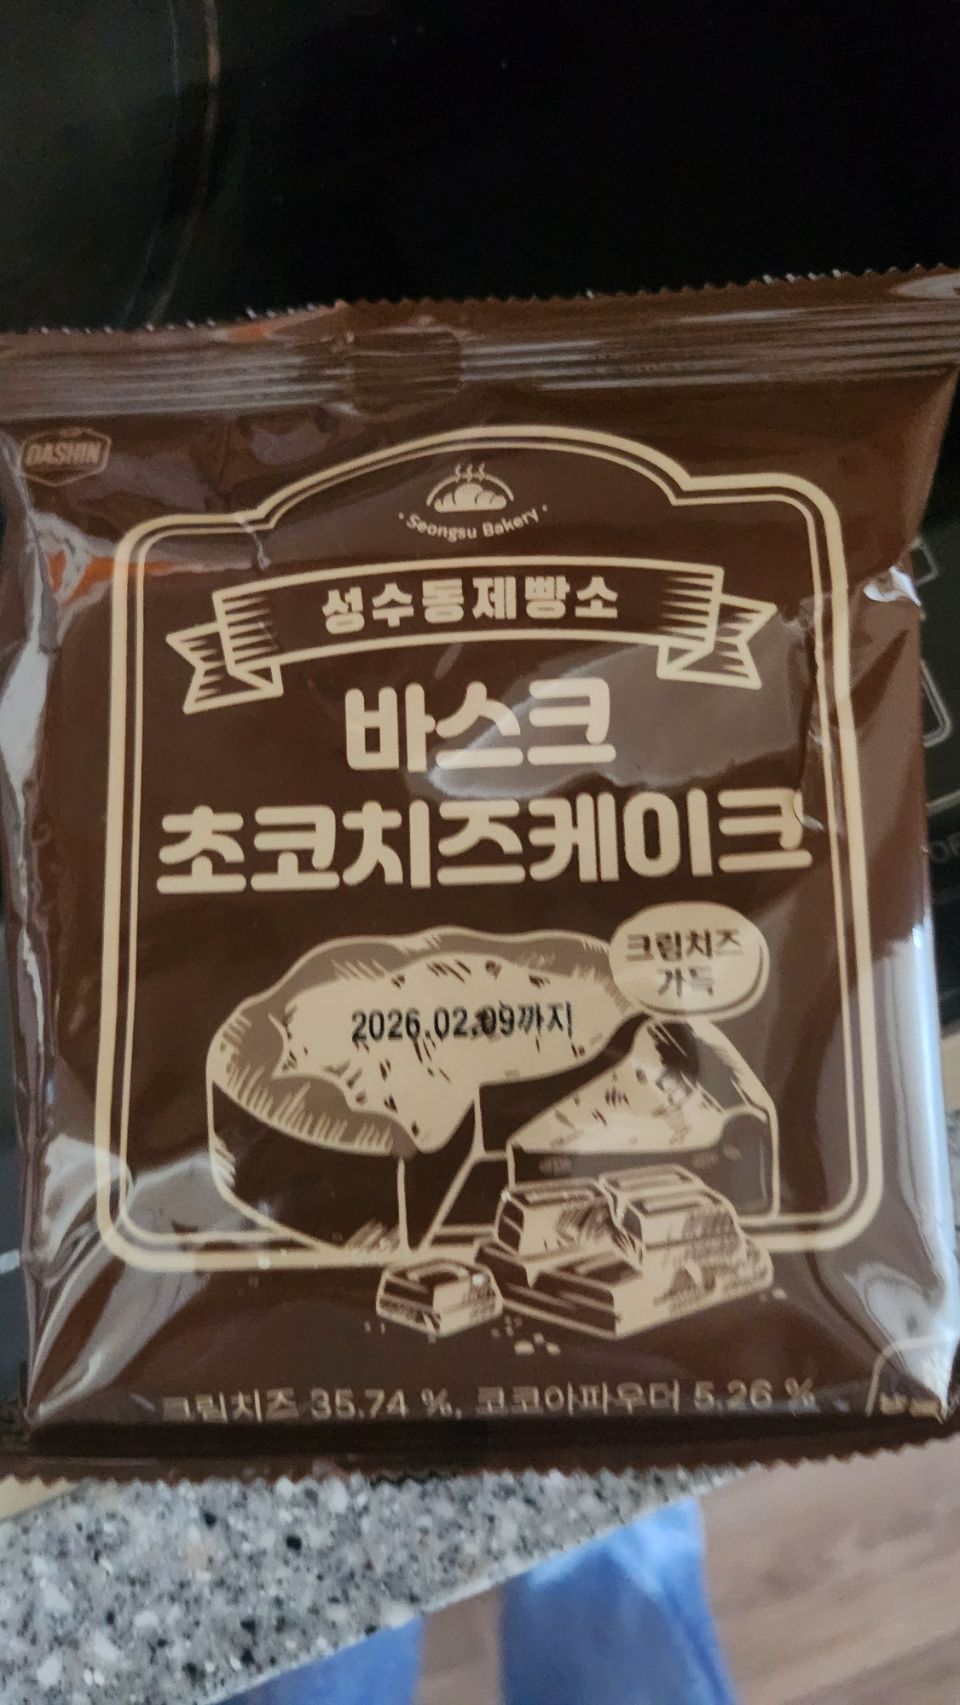 DASHIN
Seongsu Bakery
성수동제빵소
바스크
초코치즈케이크
크림치즈
가득
2026.02.09까지
크림치즈 35.74 %, 코코아파우더 5.26 %